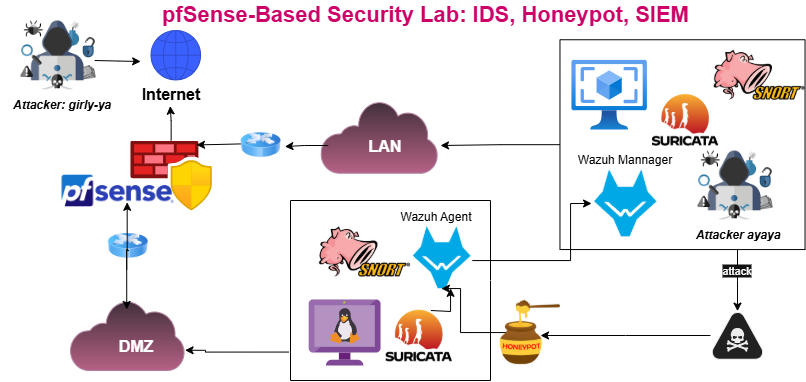 pfSense-Based Security Lab: IDS, Honeypot, SIEM
Attacker: girly-ya
Internet
LAN
pfsense
DMZ
SNORT
SURICATA
Wazuh Mannager
Attacker ayaya
attack
Wazuh Agent
SNORT
SURICATA
HONEYPOT